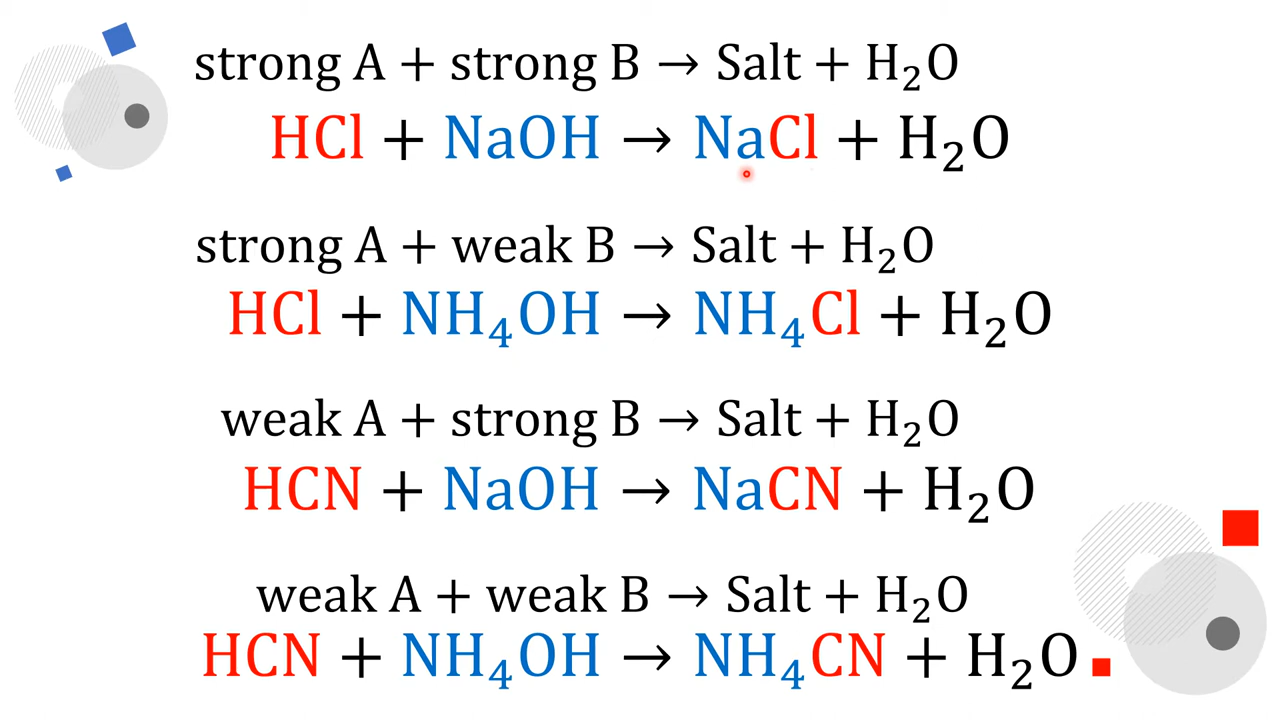 strong A + strong B → Salt + H₂O
HCl + NaOH → NaCl + H₂O
strong A + weak B → Salt + H₂O
HCl + NH₄OH → NH₄Cl + H₂O
weak A + strong B → Salt + H₂O
HCN + NaOH → NaCN + H₂O
weak A + weak B → Salt + H₂O
HCN + NH₄OH → NH₄CN + H₂O